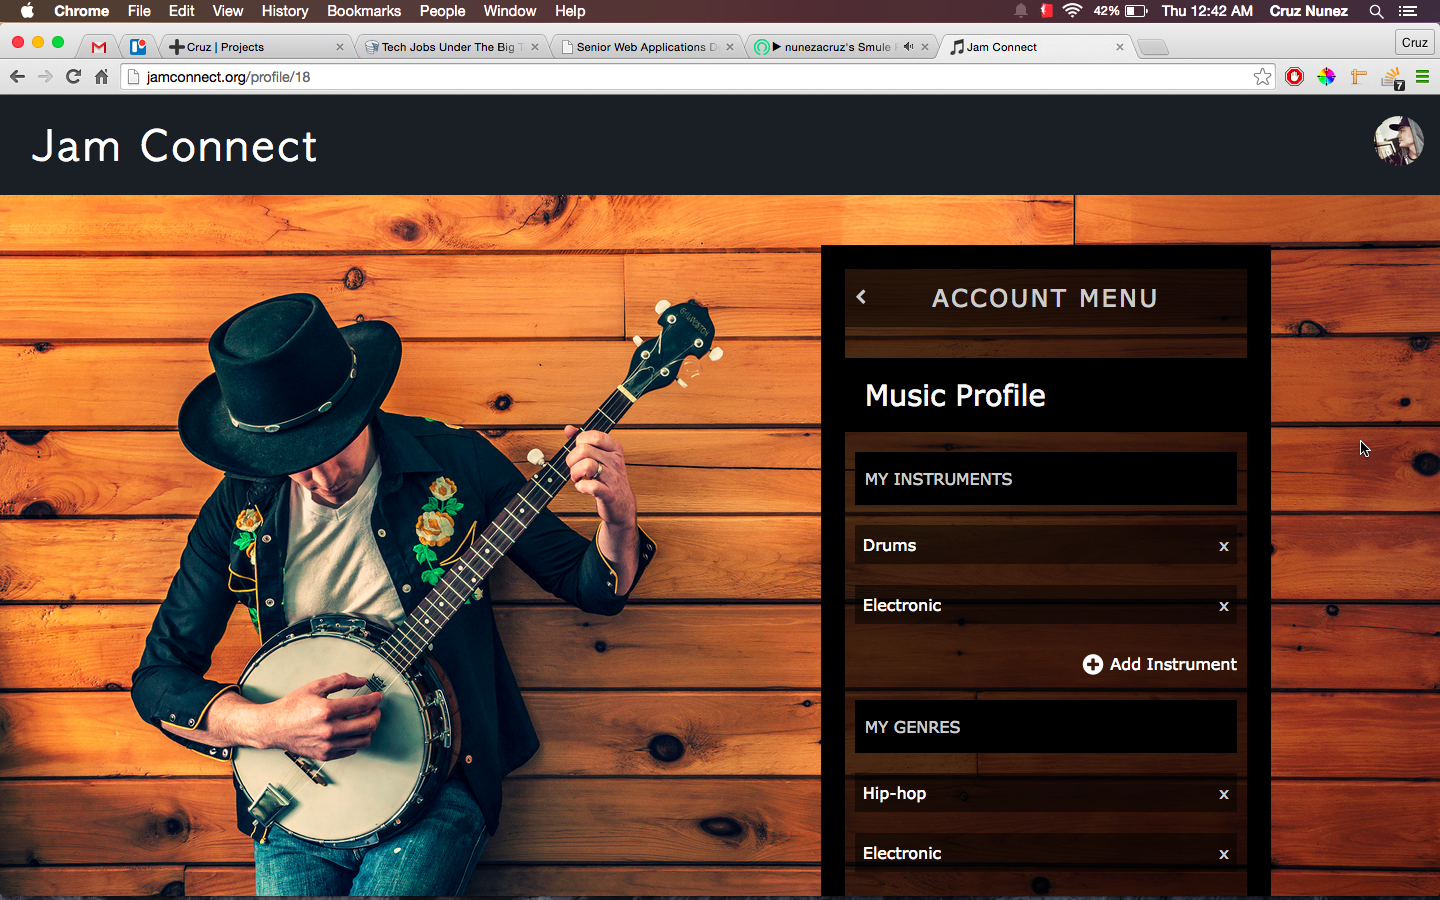 Chrome File Edit View History Bookmarks People Window Help 42% Thu 12:42 AM Cruz Nunez
Cruz | Projects Tech Jobs Under The Big T Senior Web Applications D nunezacruz's Smule Jam Connect Cruz
jamconnect.org/profile/18 7
Jam Connect
ACCOUNT MENU
Music Profile
MY INSTRUMENTS
Drums x
Electronic x
Add Instrument
MY GENRES
Hip-hop x
Electronic x